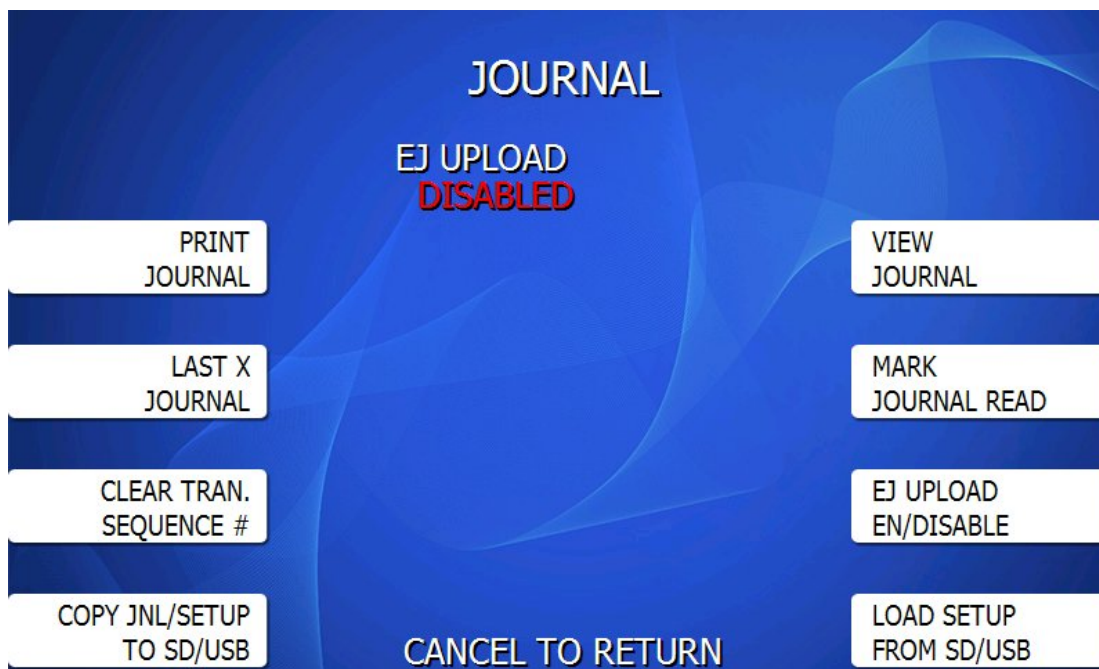 JOURNAL
EJ UPLOAD
DISABLED
PRINT
JOURNAL
VIEW
JOURNAL
LAST X
JOURNAL
MARK
JOURNAL READ
CLEAR TRAN.
SEQUENCE #
EJ UPLOAD
EN/DISABLE
COPY JNL/SETUP
TO SD/USB
LOAD SETUP
FROM SD/USB
CANCEL TO RETURN